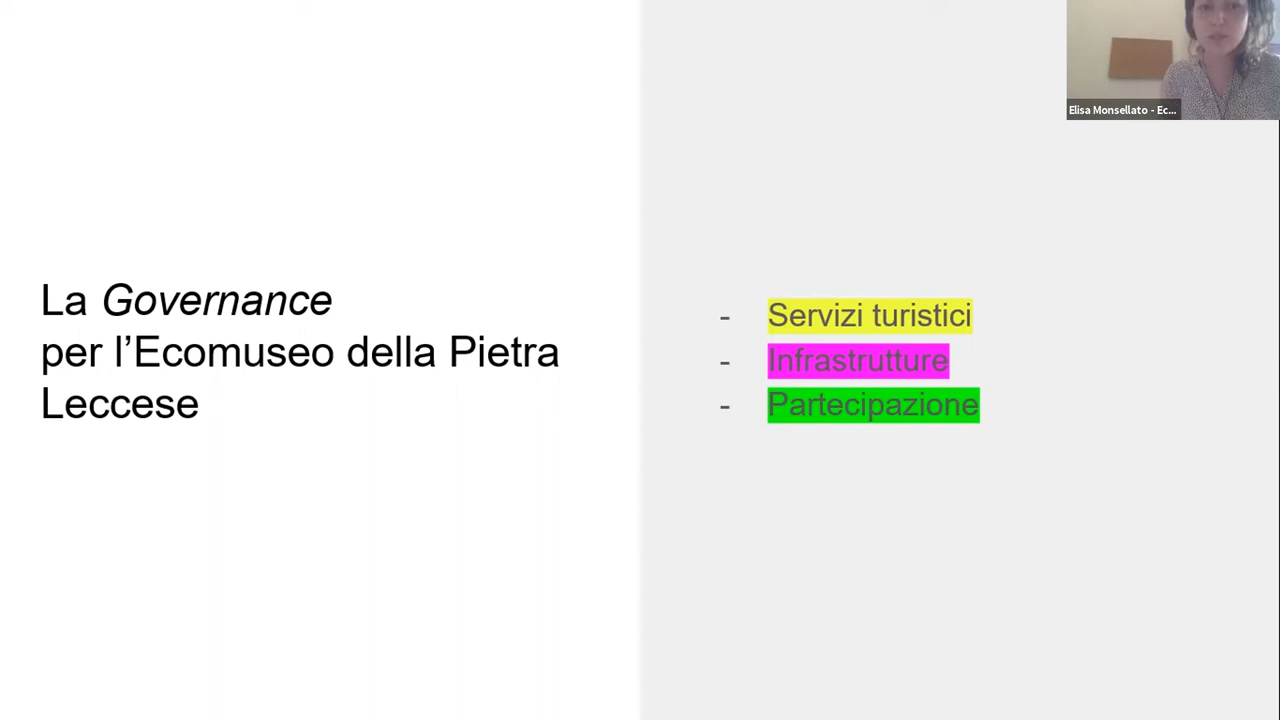 Elisa Monsellato - Ec...
La Governance
per l’Ecomuseo della Pietra
Leccese
- Servizi turistici
- Infrastrutture
- Partecipazione